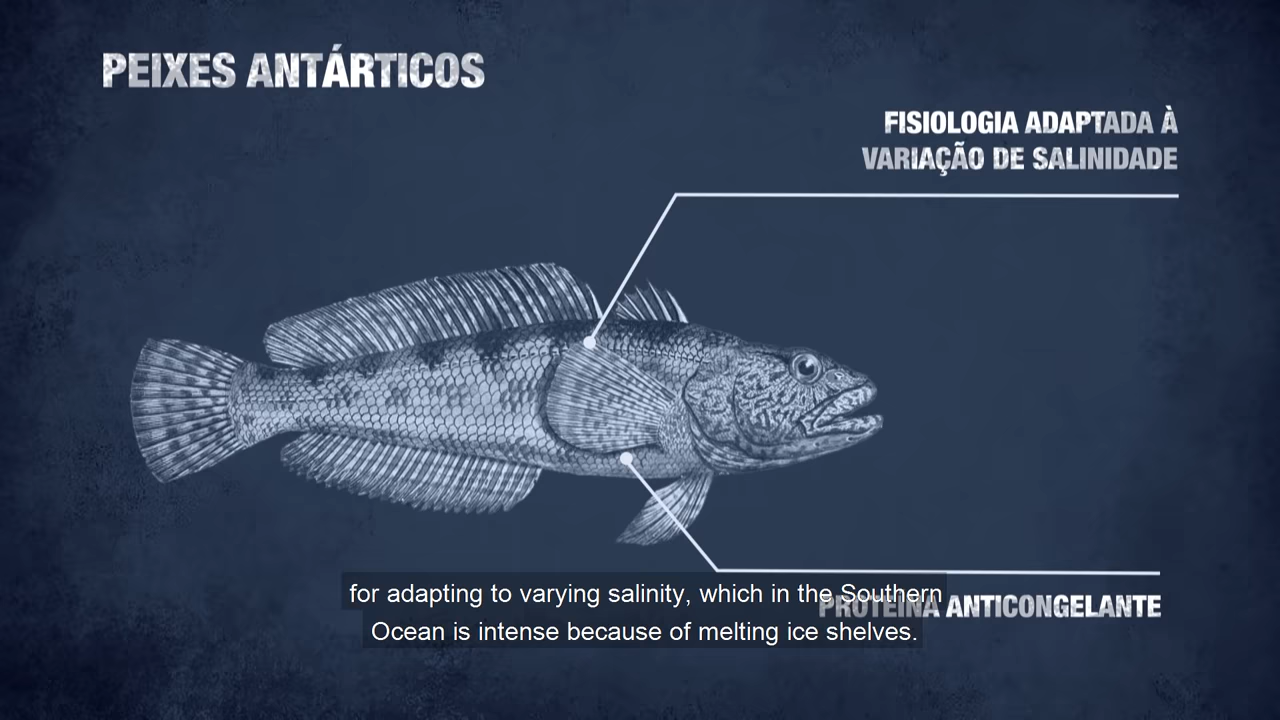 PEIXES ANTÁRTICOS
FISIOLOGIA ADAPTADA À
VARIAÇÃO DE SALINIDADE
for adapting to varying salinity, which in the Southern
PROTEÍNA ANTICONGELANTE
Ocean is intense because of melting ice shelves.